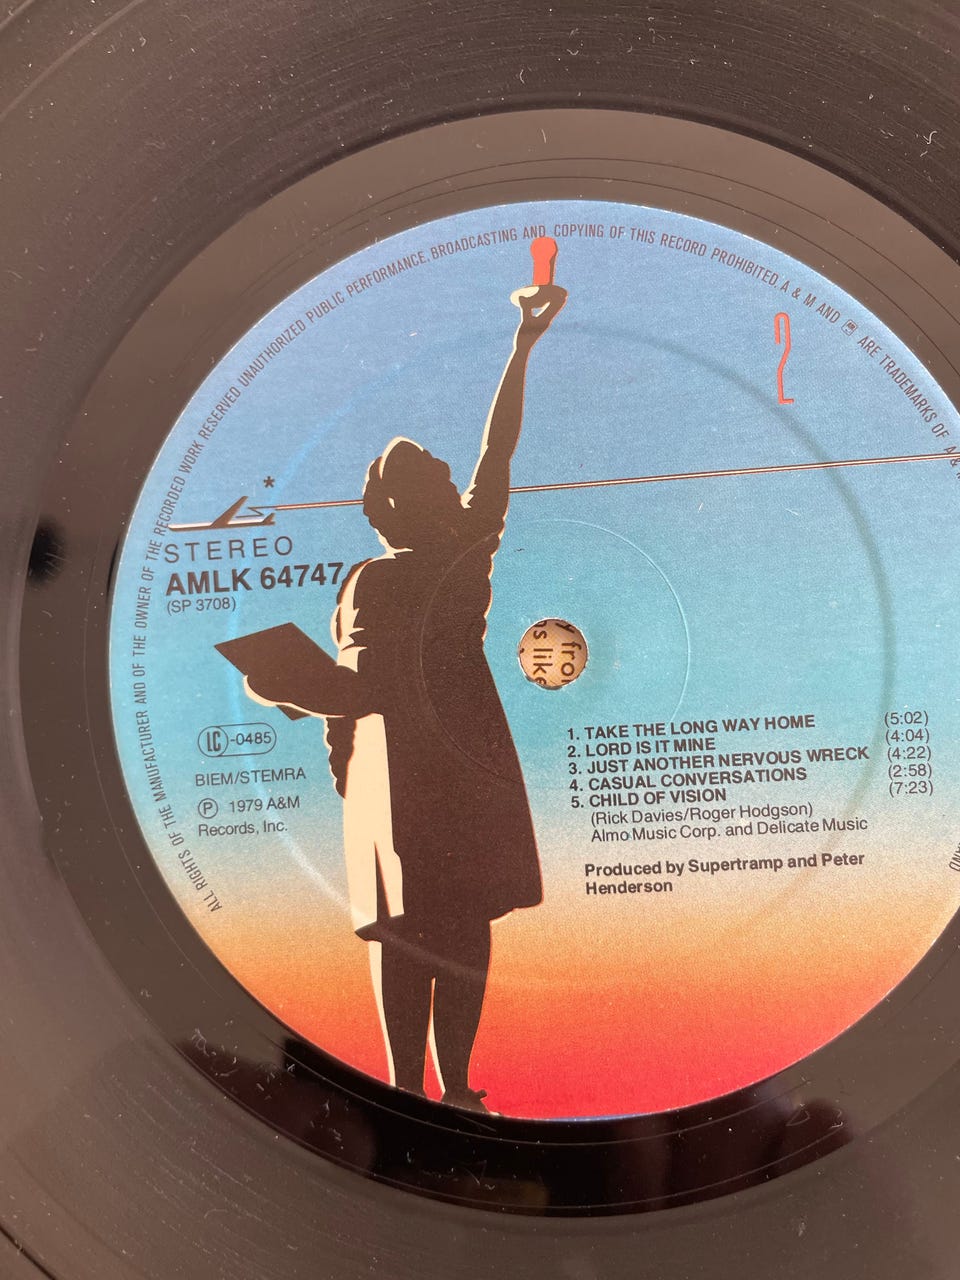 ALL RIGHTS OF THE MANUFACTURER AND OF THE OWNER OF THE RECORDED WORK RESERVED UNAUTHORIZED PUBLIC PERFORMANCE, BROADCASTING AND COPYING OF THIS RECORD PROHIBITED, A & M AND ARE TRADEMARKS OF A &
2
*
STEREO
AMLK 64747
(SP 3708)
LC-0485
BIEM/STEMRA
Ⓟ 1979 A&M
Records, Inc.
1. TAKE THE LONG WAY HOME (5:02)
2. LORD IS IT MINE (4:04)
3. JUST ANOTHER NERVOUS WRECK (4:22)
4. CASUAL CONVERSATIONS (2:58)
5. CHILD OF VISION (7:23)
(Rick Davies/Roger Hodgson)
Almo Music Corp. and Delicate Music
Produced by Supertramp and Peter
Henderson
y fro
s like